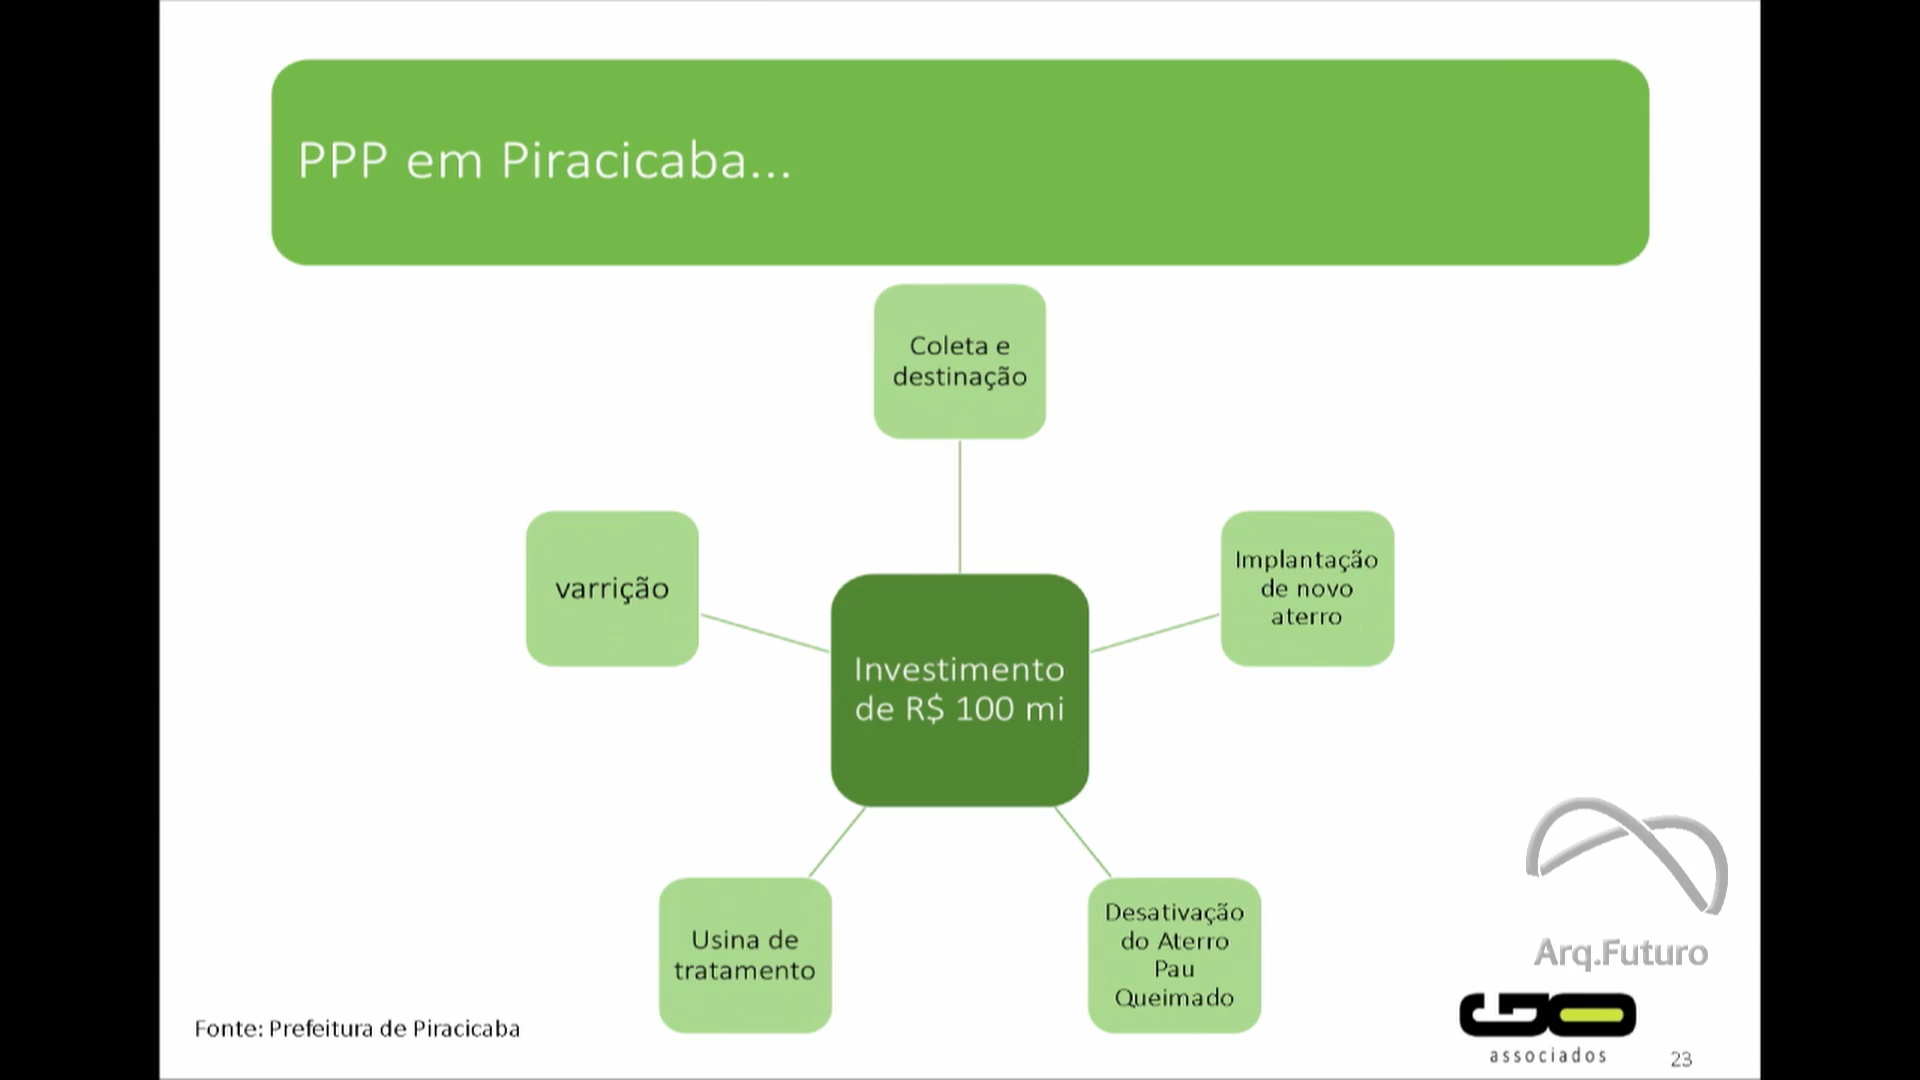 PPP em Piracicaba...
Coleta e
destinação
varrição
Implantação
de novo
aterro
Investimento
de R$ 100 mi
Usina de
tratamento
Desativação
do Aterro
Pau
Queimado
Arq.Futuro
Fonte: Prefeitura de Piracicaba
GO
associados
23